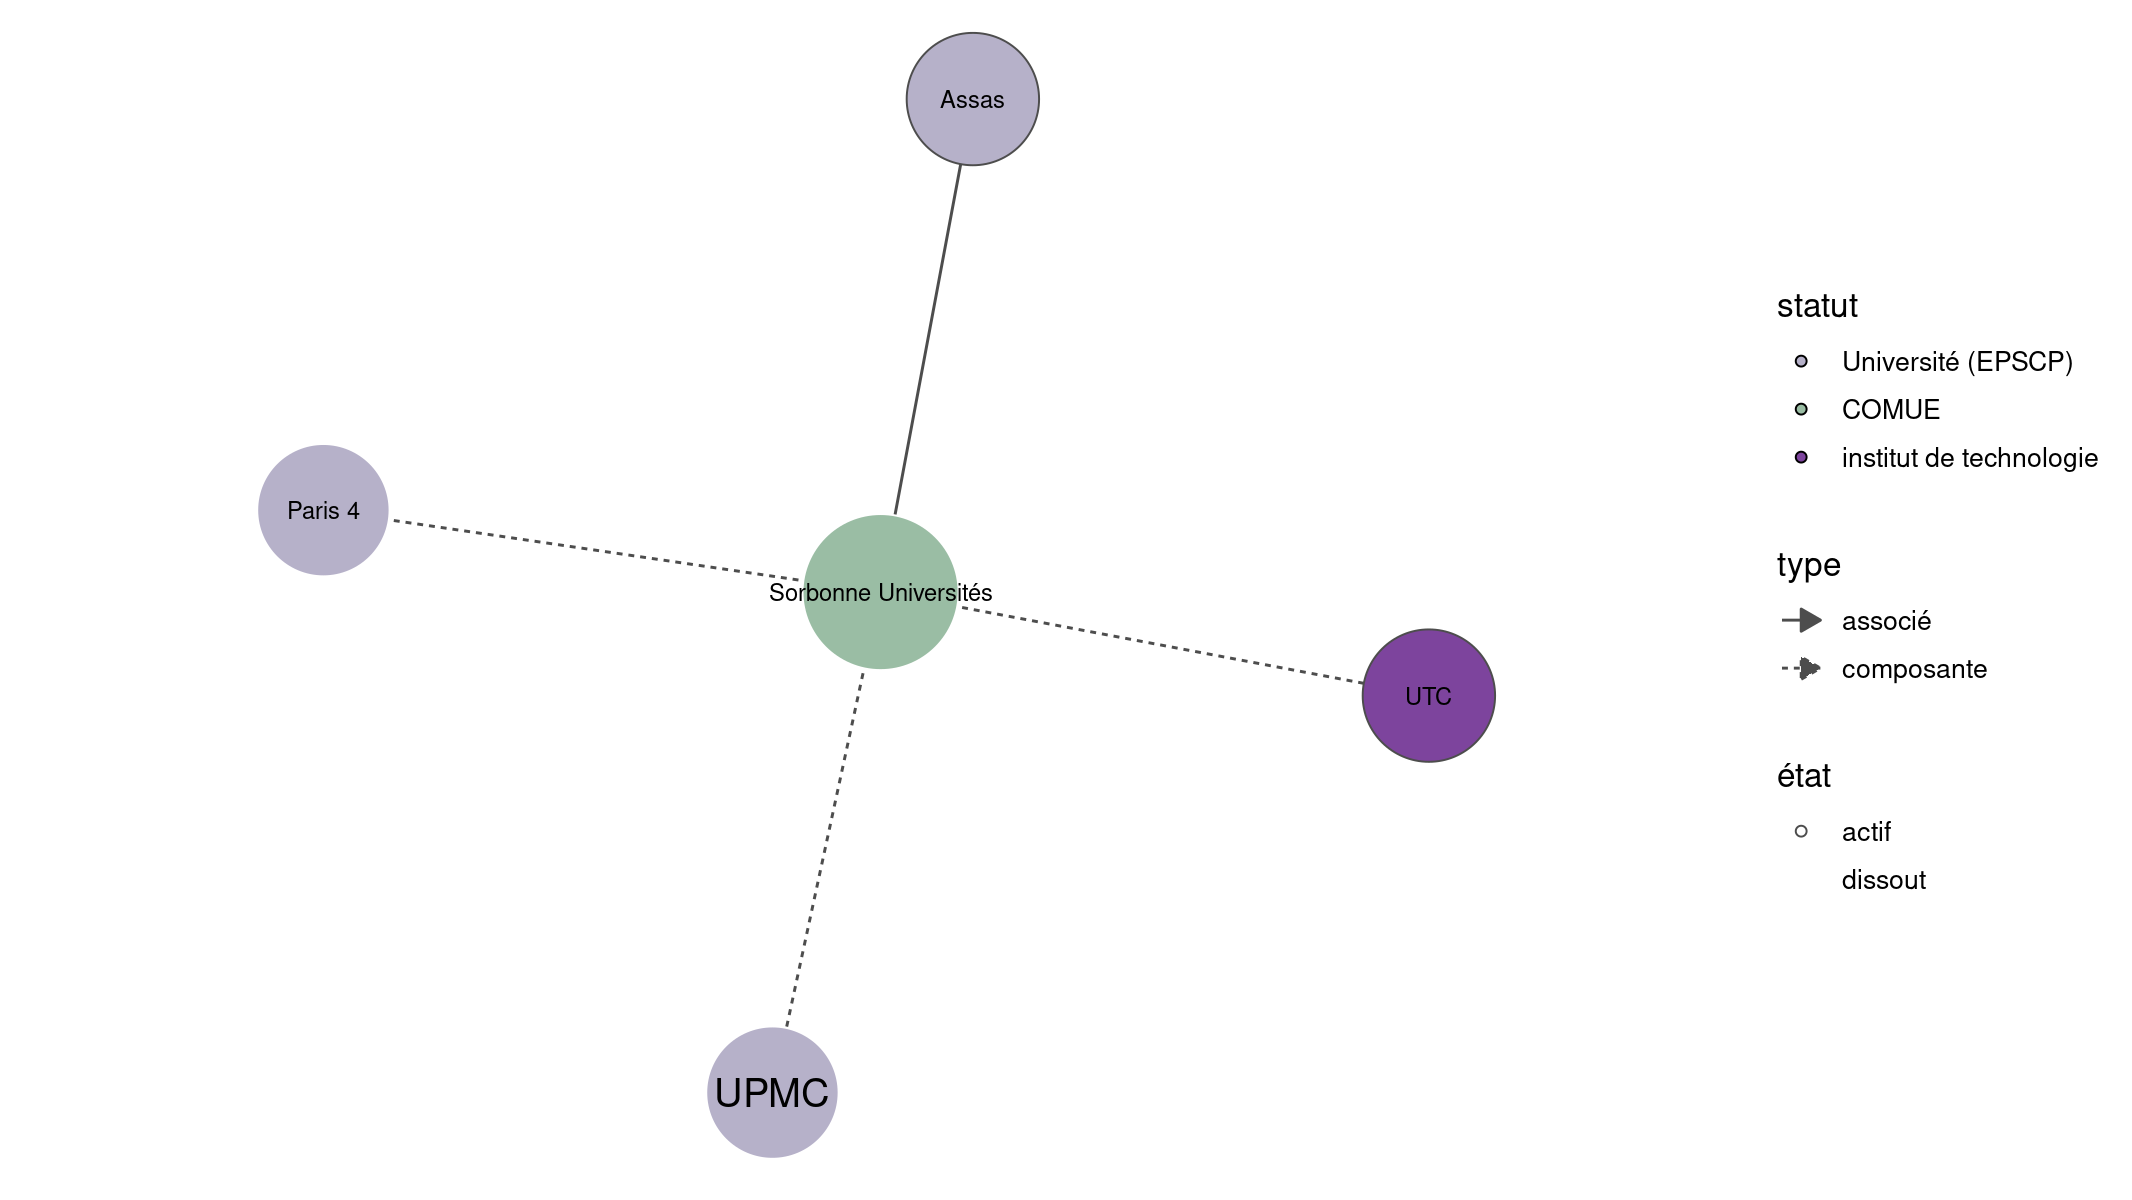 Assas
Paris 4
Sorbonne Universités
UTC
UPMC
statut
Université (EPSCP)
COMUE
institut de technologie
type
associé
composante
état
actif
dissout